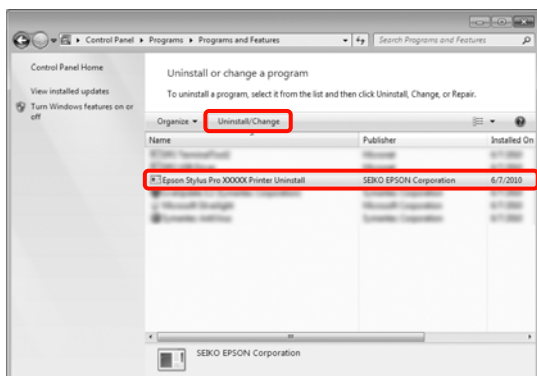 Control Panel ▸ Programs ▸ Programs and Features
Search Programs and Features
Control Panel Home
View installed updates
Turn Windows features on or off
Uninstall or change a program
To uninstall a program, select it from the list and then click Uninstall, Change, or Repair.
Organize Uninstall/Change
Name Publisher Installed On
Epson Stylus Pro XXXXX Printer Uninstall SEIKO EPSON Corporation 6/7/2010
SEIKO EPSON Corporation